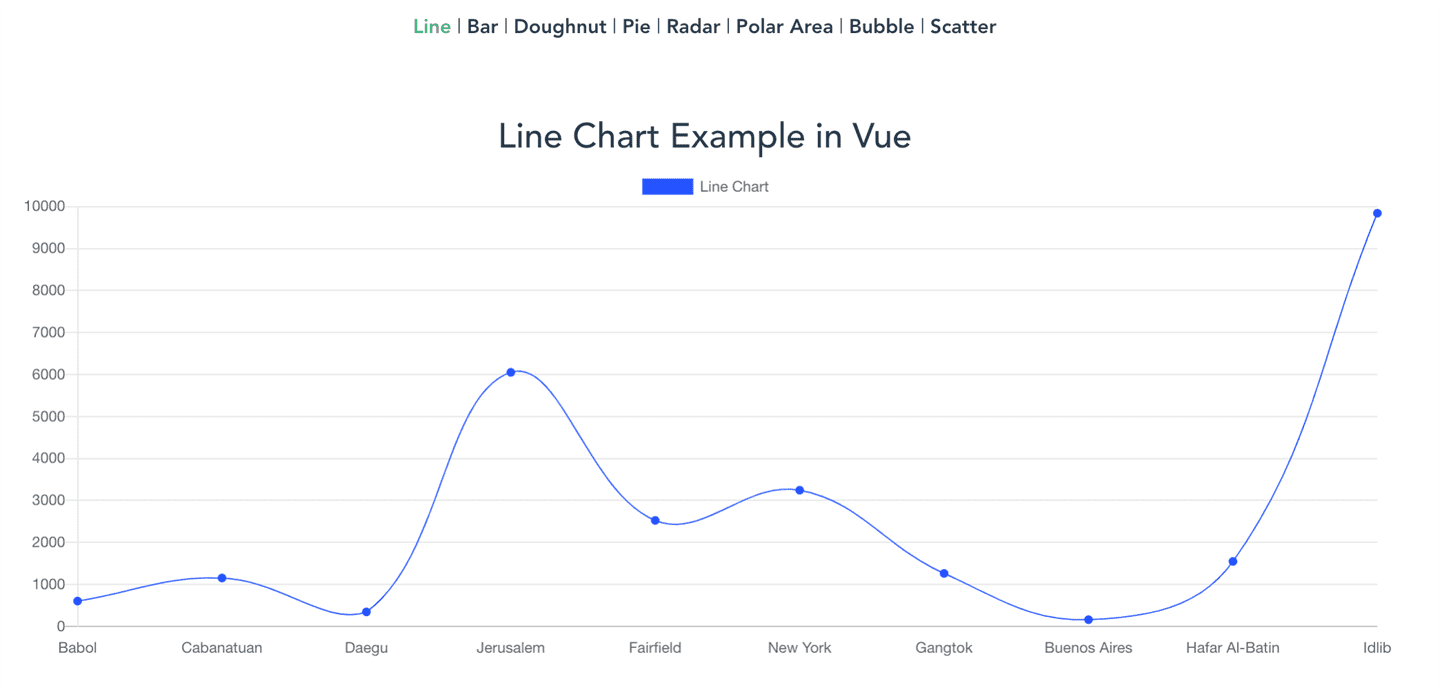 Line | Bar | Doughnut | Pie | Radar | Polar Area | Bubble | Scatter
Line Chart Example in Vue
Line Chart
10000
9000
8000
7000
6000
5000
4000
3000
2000
1000
0
Babol Cabanatuan Daegu Jerusalem Fairfield New York Gangtok Buenos Aires Hafar Al-Batin Idlib